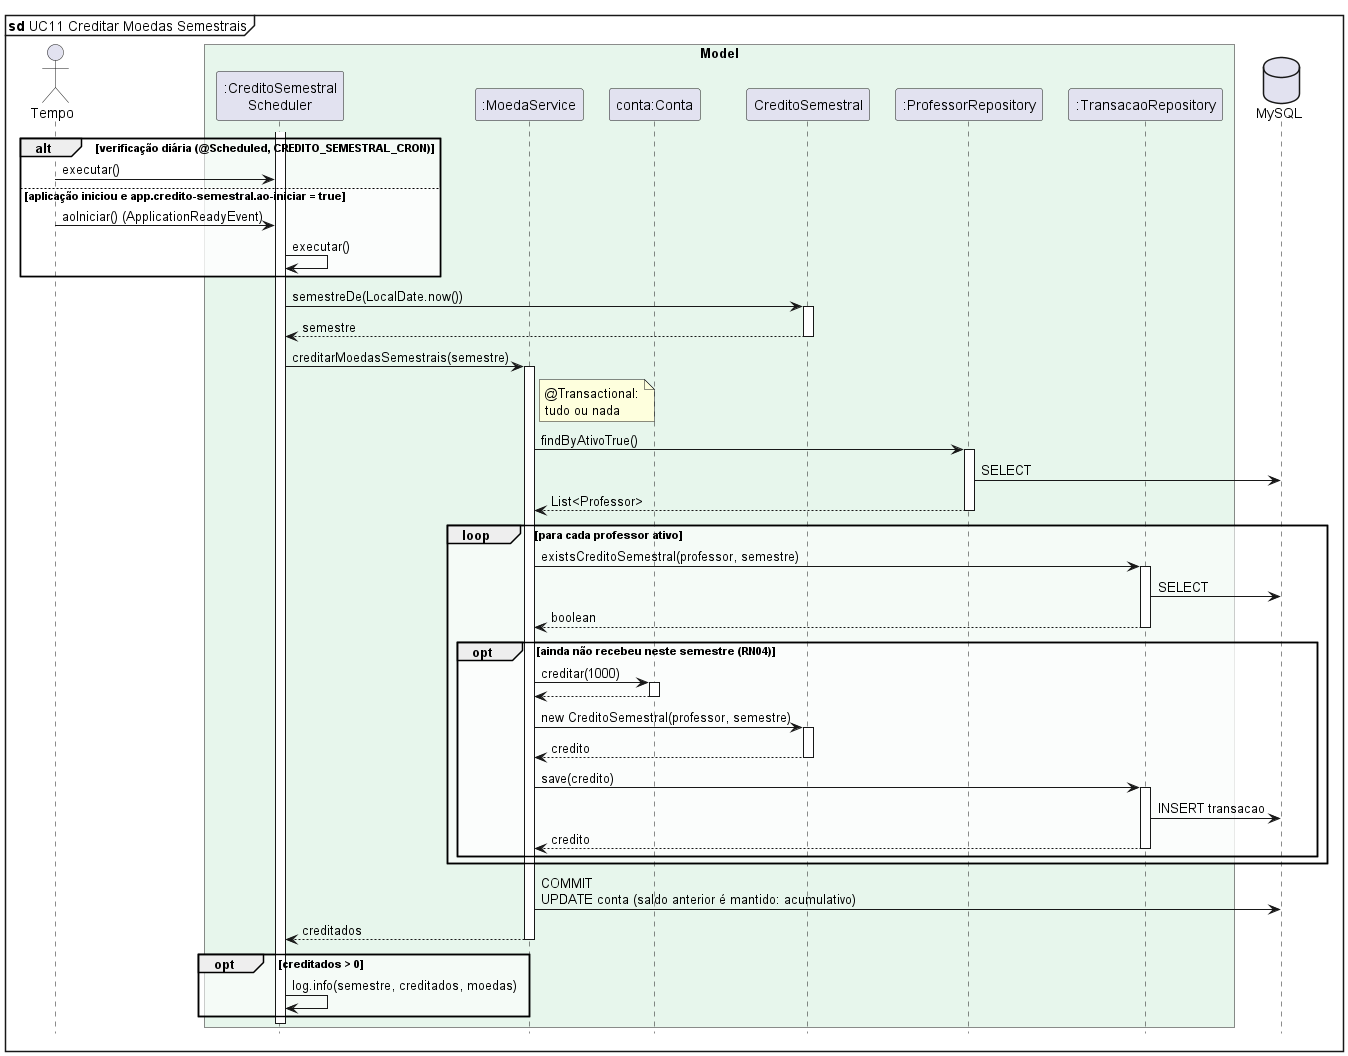 sd UC11 Creditar Moedas Semestrais
Model
Tempo
:CreditoSemestral
Scheduler
:MoedaService
conta:Conta
CreditoSemestral
:ProfessorRepository
:TransacaoRepository
MySQL
alt [verificação diária (@Scheduled, CREDITO_SEMESTRAL_CRON)]
executar()
[aplicação iniciou e app.credito-semestral.ao-iniciar = true]
aoIniciar() (ApplicationReadyEvent)
executar()
semestreDe(LocalDate.now())
semestre
creditarMoedasSemestrais(semestre)
@Transactional:
tudo ou nada
findByAtivoTrue()
SELECT
List<Professor>
loop [para cada professor ativo]
existsCreditoSemestral(professor, semestre)
SELECT
boolean
opt [ainda não recebeu neste semestre (RN04)]
creditar(1000)
new CreditoSemestral(professor, semestre)
credito
save(credito)
INSERT transacao
credito
COMMIT
UPDATE conta (saldo anterior é mantido: acumulativo)
creditados
opt [creditados > 0]
log.info(semestre, creditados, moedas)